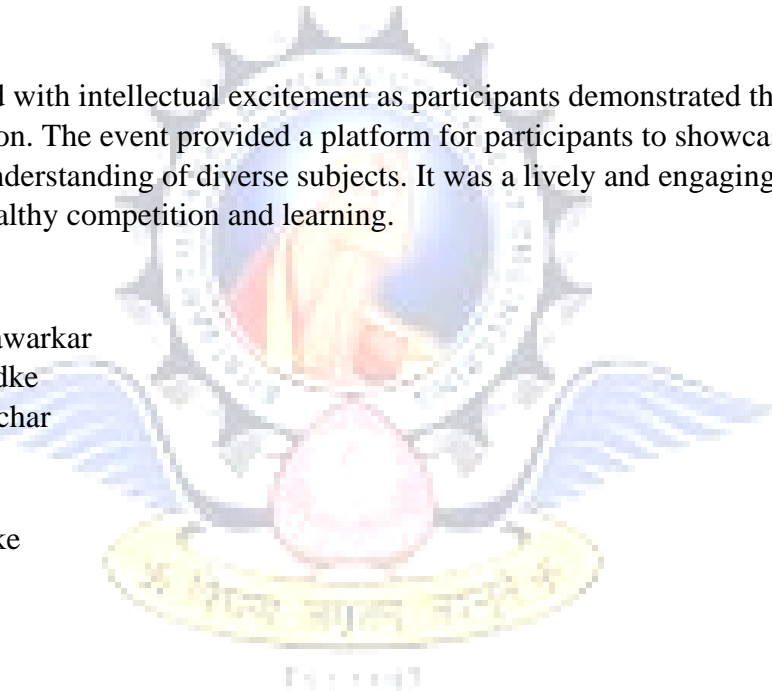 d with intellectual excitement as participants demonstrated th
on. The event provided a platform for participants to showcas
nderstanding of diverse subjects. It was a lively and engaging
althy competition and learning.
awarkar
dke
char
ke